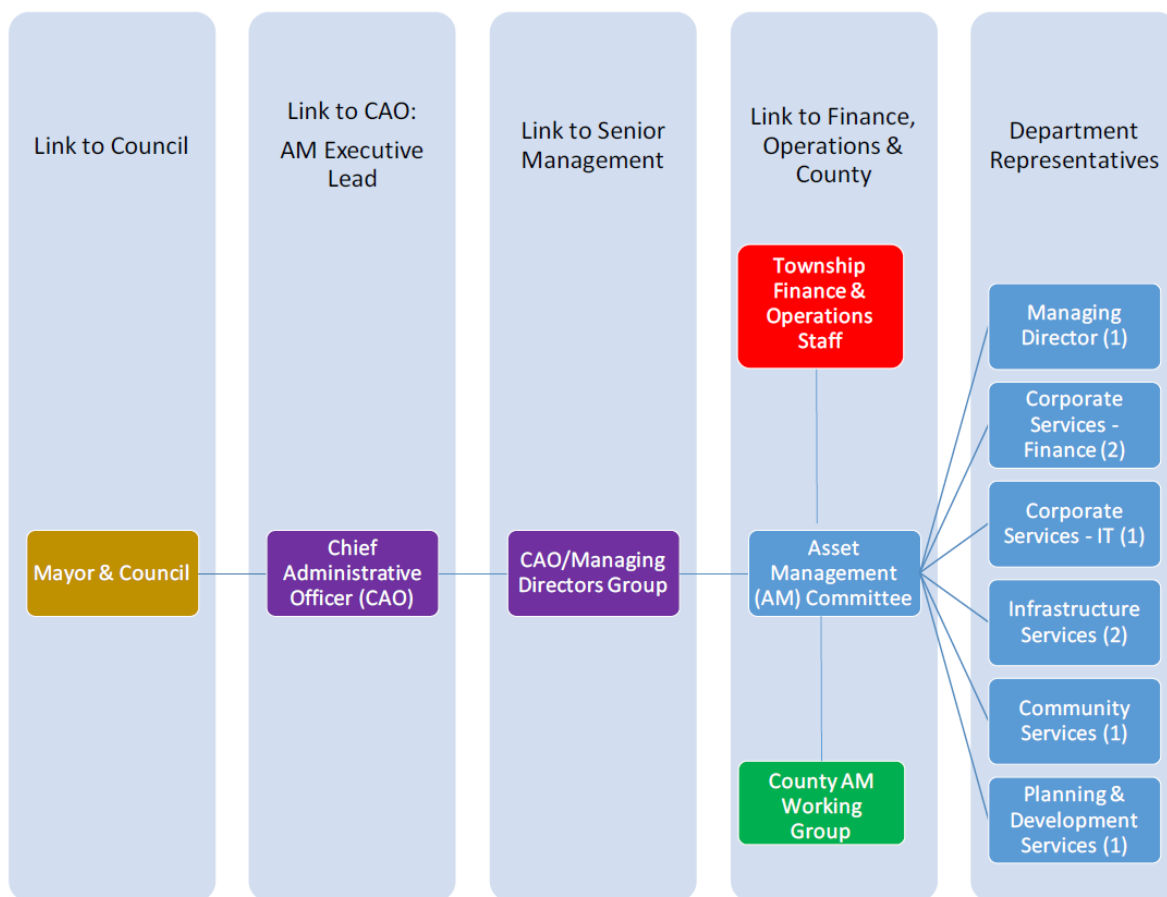 Link to Council
Link to CAO:
AM Executive
Lead
Link to Senior
Management
Link to Finance,
Operations &
County
Department
Representatives
Mayor & Council
Chief
Administrative
Officer (CAO)
CAO/Managing
Directors Group
Township
Finance &
Operations
Staff
Asset
Management
(AM) Committee
County AM
Working
Group
Managing
Director (1)
Corporate
Services -
Finance (2)
Corporate
Services - IT (1)
Infrastructure
Services (2)
Community
Services (1)
Planning &
Development
Services (1)